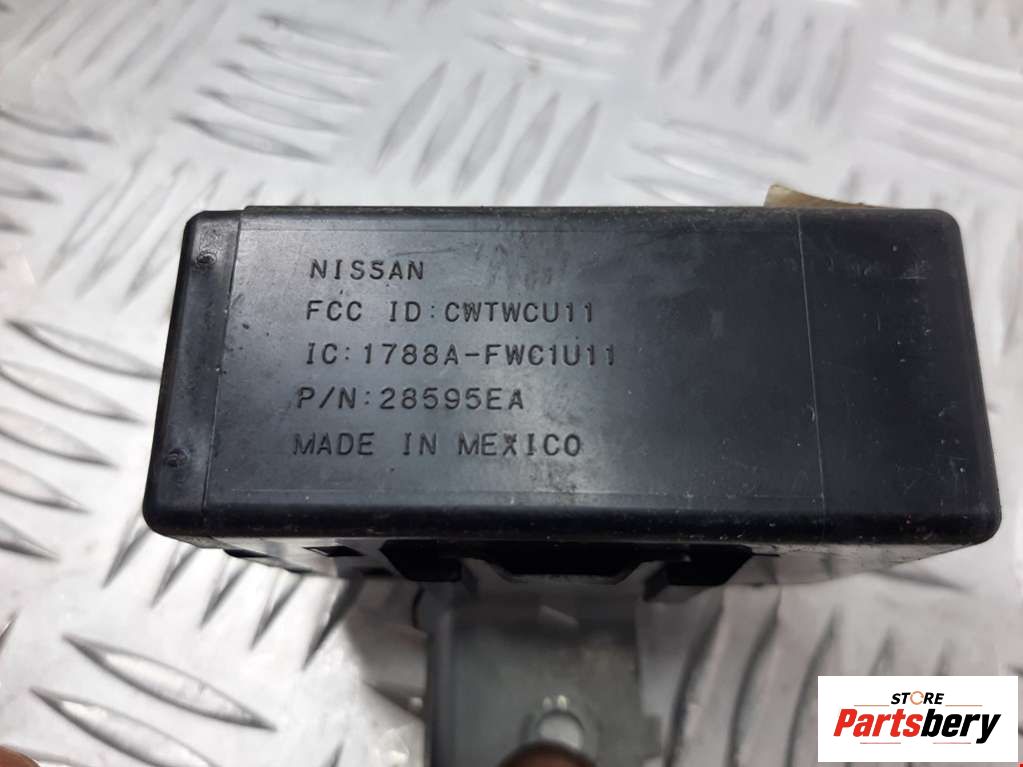 NISSAN
FCC ID:CWTWCU11
IC:1788A-FWC1U11
P/N:28595EA
MADE IN MEXICO
STORE
Partsbery